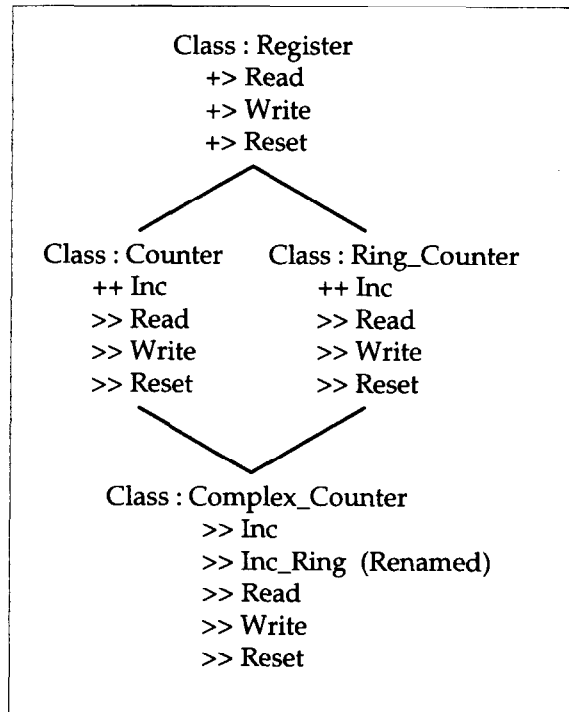 Class : Register
+> Read
+> Write
+> Reset
Class : Counter Class : Ring_Counter
++ Inc ++ Inc
>> Read >> Read
>> Write >> Write
>> Reset >> Reset
Class : Complex_Counter
>> Inc
>> Inc_Ring (Renamed)
>> Read
>> Write
>> Reset